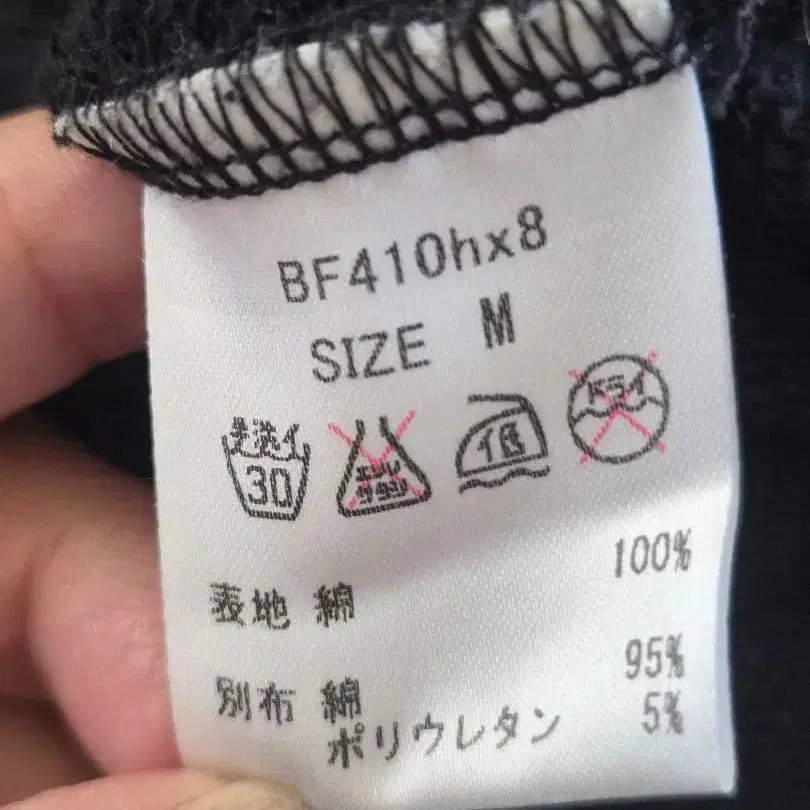 BF410hx8
SIZE M
手洗イ
30
エンソ
サラシ
低
ドライ
表地 綿 100%
別布 綿 95%
ポリウレタン 5%